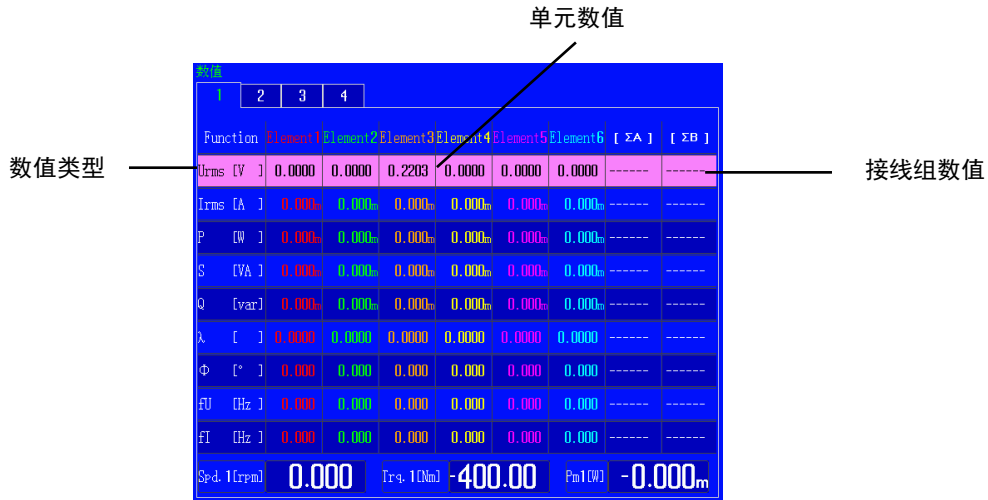 单元数值
数值
1 2 3 4
Function Element1 Element2 Element3 Element4 Element5 Element6 [ ΣA ] [ ΣB ]
数值类型
接线组数值
Urms [V ] 0.0000 0.0000 0.2203 0.0000 0.0000 0.0000 ------ ------
Irms [A ] 0.000m 0.000m 0.000m 0.000m 0.000m 0.000m ------ ------
P [W ] 0.000m 0.000m 0.000m 0.000m 0.000m 0.000m ------ ------
S [VA ] 0.000m 0.000m 0.000m 0.000m 0.000m 0.000m ------ ------
Q [var] 0.000m 0.000m 0.000m 0.000m 0.000m 0.000m ------ ------
λ [ ] 0.0000 0.0000 0.0000 0.0000 0.0000 0.0000 ------ ------
Φ [° ] 0.000 0.000 0.000 0.000 0.000 0.000 ------ ------
fU [Hz ] 0.000 0.000 0.000 0.000 0.000 0.000 ------ ------
fI [Hz ] 0.000 0.000 0.000 0.000 0.000 0.000 ------ ------
Spd.1[rpm] 0.000 Trq.1[Nm] -400.00 Pm1[W] -0.000m